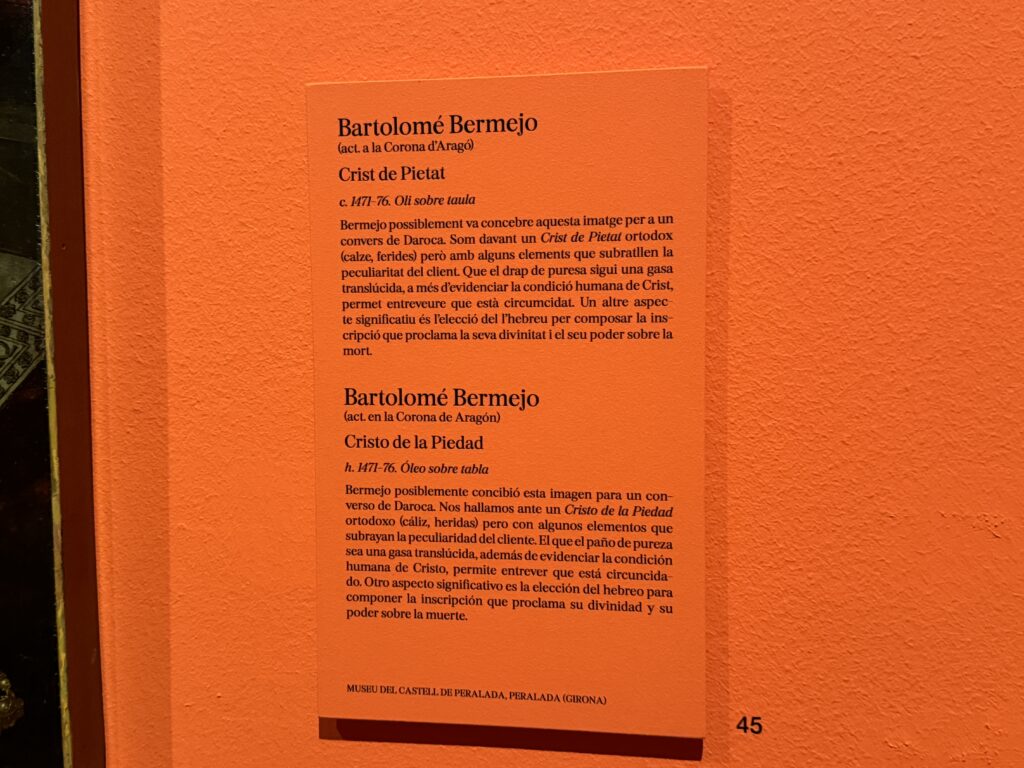 Bartolomé Bermejo
(act. a la Corona d'Aragó)
Crist de Pietat
c. 1471-76. Oli sobre taula
Bermejo possiblement va concebre aquesta imatge per a un
convers de Daroca. Som davant un Crist de Pietat ortodox
(calze, ferides) però amb alguns elements que subratllen la
peculiaritat del client. Que el drap de puresa sigui una gasa
translúcida, a més d'evidenciar la condició humana de Crist,
permet entreveure que està circumcidat. Un altre aspec-
te significatiu és l'elecció del l'hebreu per composar la ins-
cripció que proclama la seva divinitat i el seu poder sobre la
mort.
Bartolomé Bermejo
(act. en la Corona de Aragón)
Cristo de la Piedad
h. 1471-76. Óleo sobre tabla
Bermejo posiblemente concibió esta imagen para un con-
verso de Daroca. Nos hallamos ante un Cristo de la Piedad
ortodoxo (cáliz, heridas) pero con algunos elementos que
subrayan la peculiaridad del cliente. El que el paño de pureza
sea una gasa translúcida, además de evidenciar la condición
humana de Cristo, permite entrever que está circuncida-
do. Otro aspecto significativo es la elección del hebreo para
componer la inscripción que proclama su divinidad y su
poder sobre la muerte.
MUSEU DEL CASTELL DE PERALADA, PERALADA (GIRONA)
45